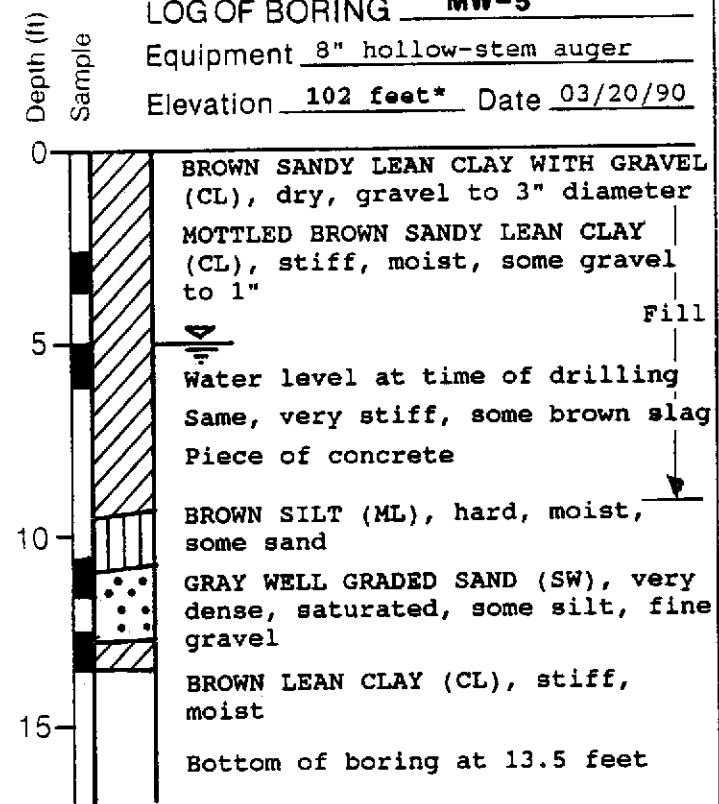 LOG OF BORING MW-5
Equipment 8" hollow-stem auger
Elevation 102 feet* Date 03/20/90
Depth (ft)
Sample
0
BROWN SANDY LEAN CLAY WITH GRAVEL
(CL), dry, gravel to 3" diameter
MOTTLED BROWN SANDY LEAN CLAY
(CL), stiff, moist, some gravel
to 1"
Fill
5
Water level at time of drilling
Same, very stiff, some brown slag
Piece of concrete
BROWN SILT (ML), hard, moist,
10
some sand
GRAY WELL GRADED SAND (SW), very
dense, saturated, some silt, fine
gravel
BROWN LEAN CLAY (CL), stiff,
moist
15
Bottom of boring at 13.5 feet